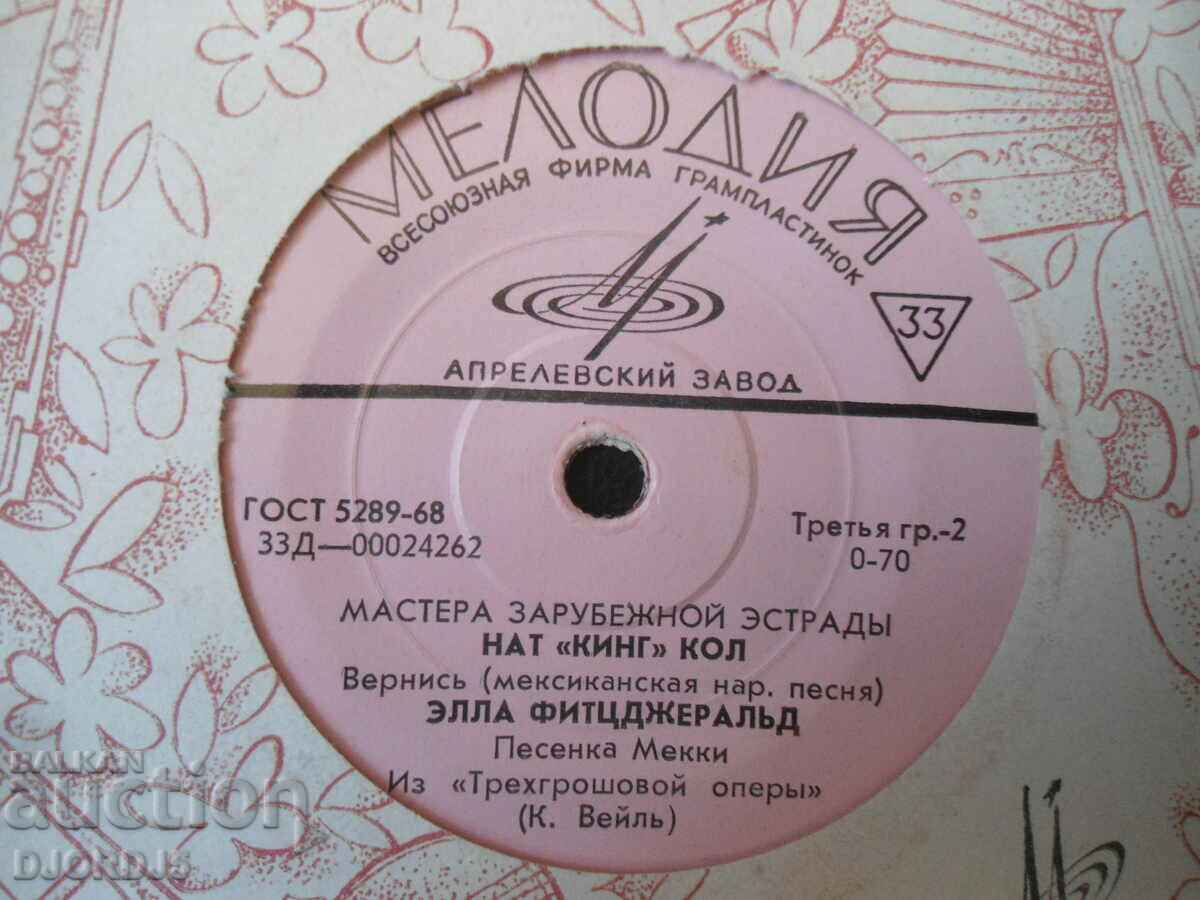 МЕЛОДИЯ
ВСЕСОЮЗНАЯ ФИРМА ГРАМПЛАСТИНОК
33
АПРЕЛЕВСКИЙ ЗАВОД
ГОСТ 5289-68
33Д—00024262
Третья гр.-2
0-70
МАСТЕРА ЗАРУБЕЖНОЙ ЭСТРАДЫ
НАТ «КИНГ» КОЛ
Вернись (мексиканская нар. песня)
ЭЛЛА ФИТЦДЖЕРАЛЬД
Песенка Мекки
Из «Трехгрошовой оперы»
(К. Вейль)
BALKAN
auction
DJORDJ5